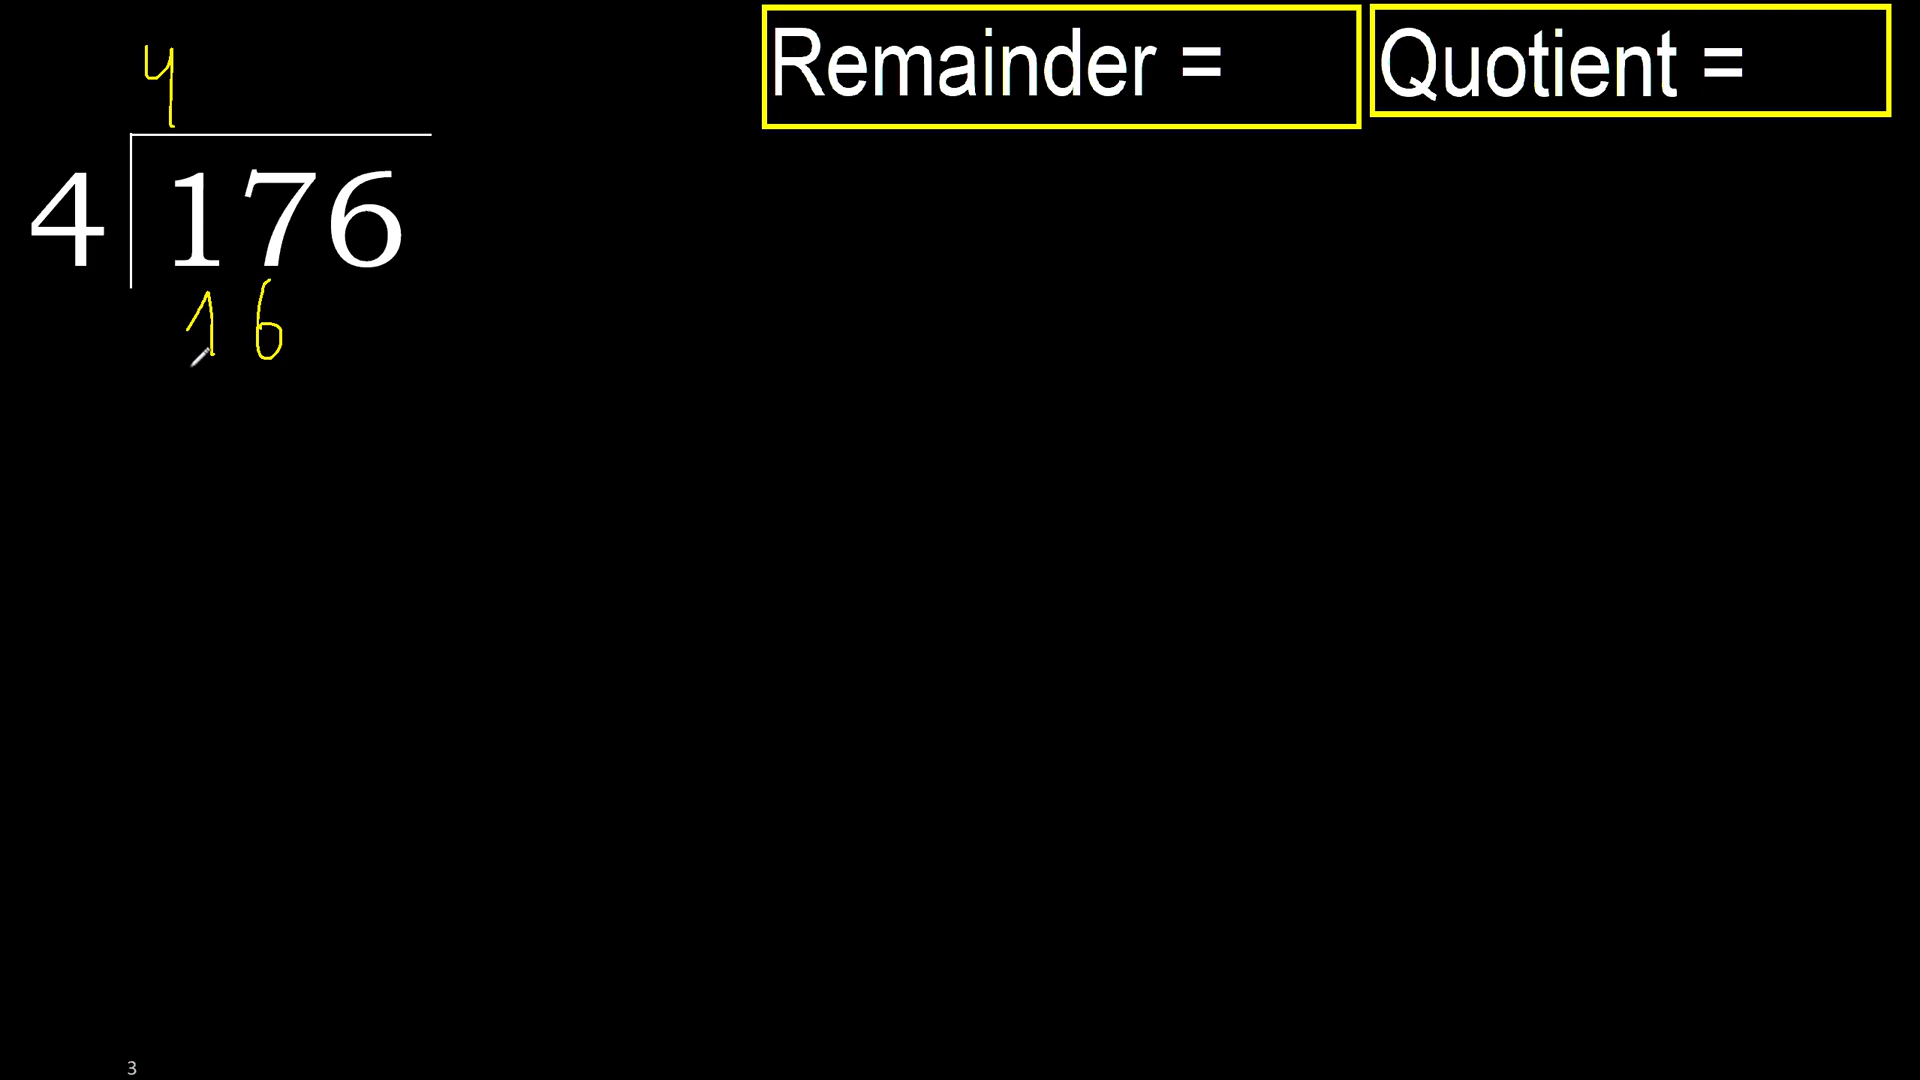 4
Remainder =
Quotient =
4 176
16
3